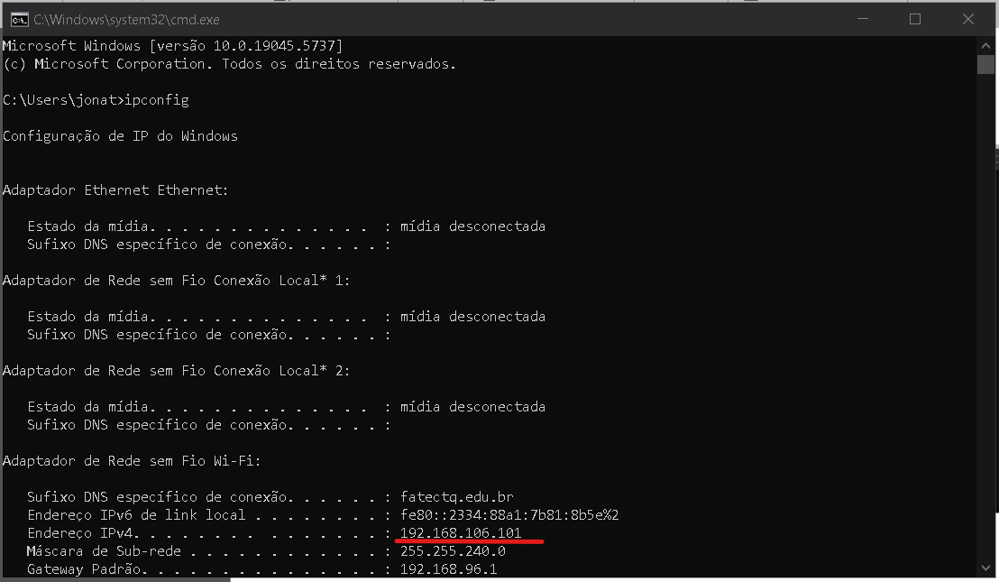 C:\Windows\system32\cmd.exe
Microsoft Windows [versão 10.0.19045.5737]
(c) Microsoft Corporation. Todos os direitos reservados.
C:\Users\jonat>ipconfig
Configuração de IP do Windows
Adaptador Ethernet Ethernet:
Estado da mídia. . . . . . . . . . . . . . : mídia desconectada
Sufixo DNS específico de conexão. . . . . . :
Adaptador de Rede sem Fio Conexão Local* 1:
Estado da mídia. . . . . . . . . . . . . . : mídia desconectada
Sufixo DNS específico de conexão. . . . . . :
Adaptador de Rede sem Fio Conexão Local* 2:
Estado da mídia. . . . . . . . . . . . . . : mídia desconectada
Sufixo DNS específico de conexão. . . . . . :
Adaptador de Rede sem Fio Wi-Fi:
Sufixo DNS específico de conexão. . . . . . : fatectq.edu.br
Endereço IPv6 de link local . . . . . . . . : fe80::2334:88a1:7b81:8b5e%2
Endereço IPv4. . . . . . . .  . . . . . . . : 192.168.106.101
Máscara de Sub-rede . . . . . . . . . . . . : 255.255.240.0
Gateway Padrão. . . . . . . . . . . . . . . : 192.168.96.1